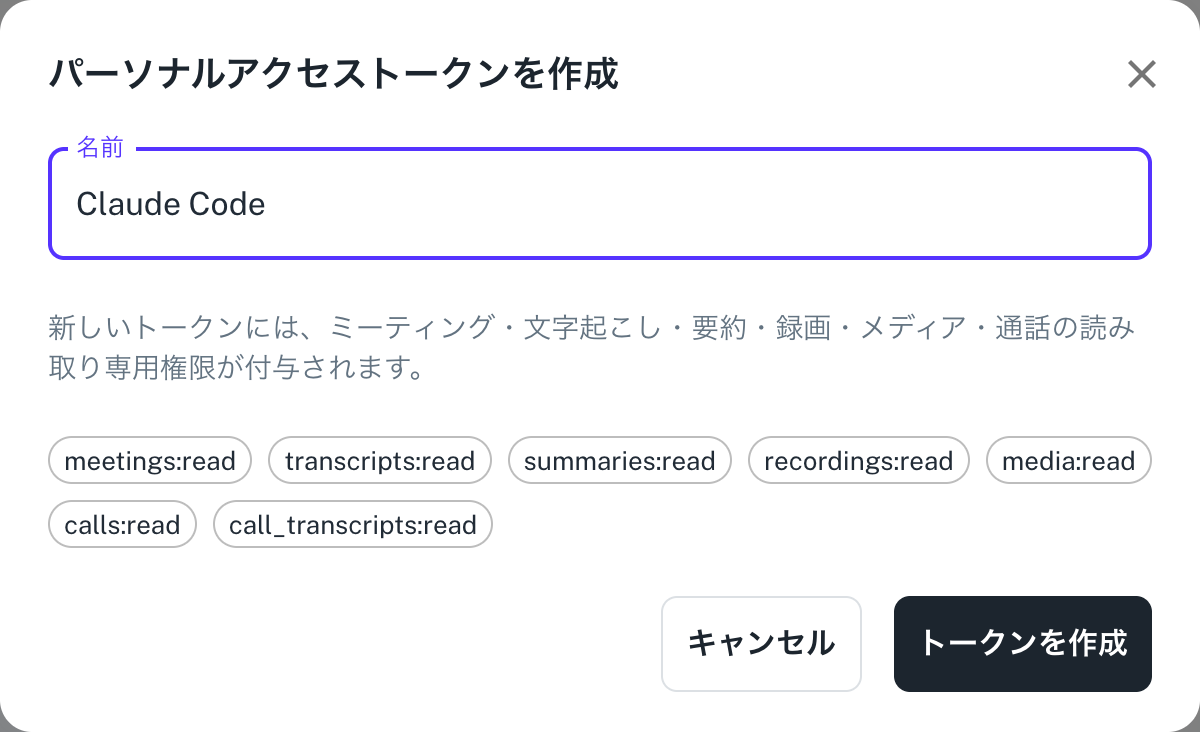 パーソナルアクセストークンを作成
名前
Claude Code
新しいトークンには、ミーティング・文字起こし・要約・録画・メディア・通話の読み
取り専用権限が付与されます。
meetings:read transcripts:read summaries:read recordings:read media:read
calls:read call_transcripts:read
キャンセル トークンを作成